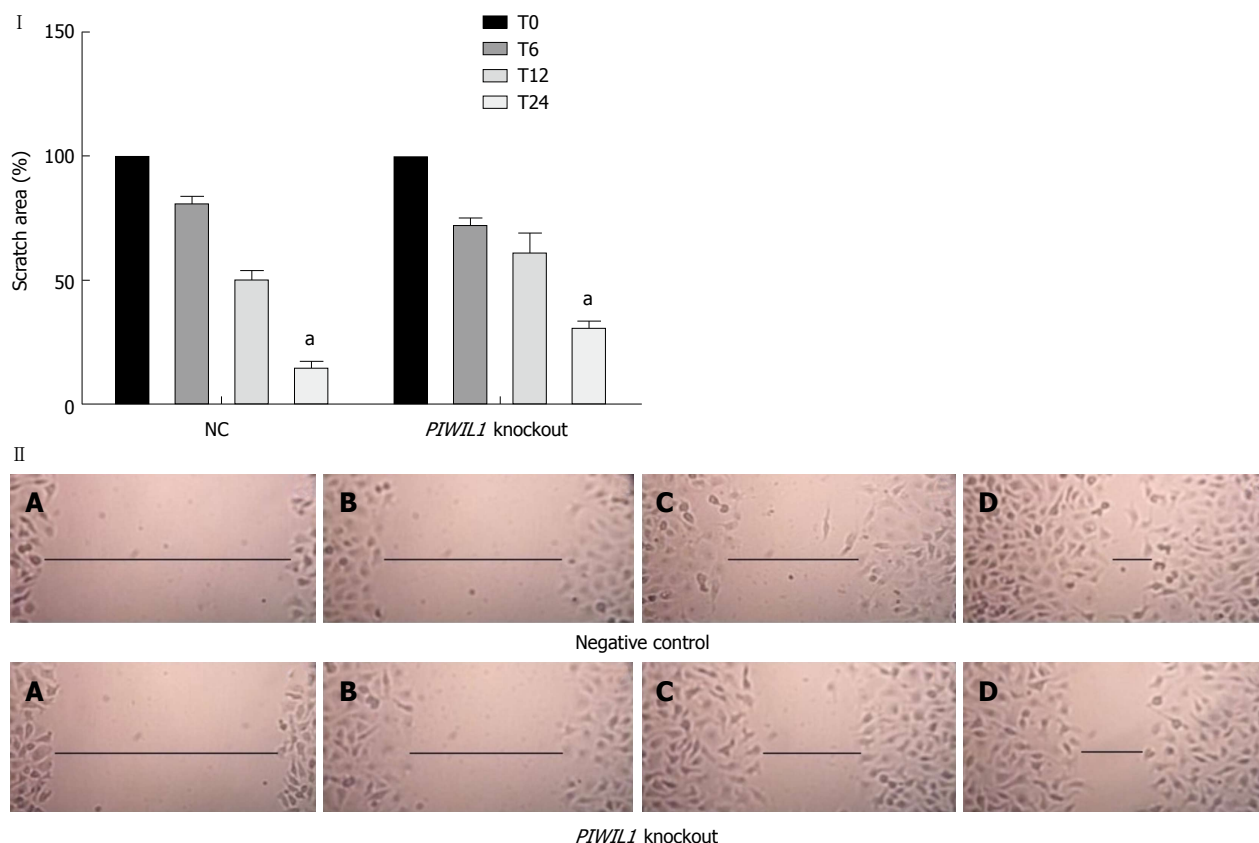 Ⅰ
150
100
50
0
Scratch area (%)
T0
T6
T12
T24
a
a
NC
PIWIL1 knockout
Ⅱ
A B C D
Negative control
A B C D
PIWIL1 knockout